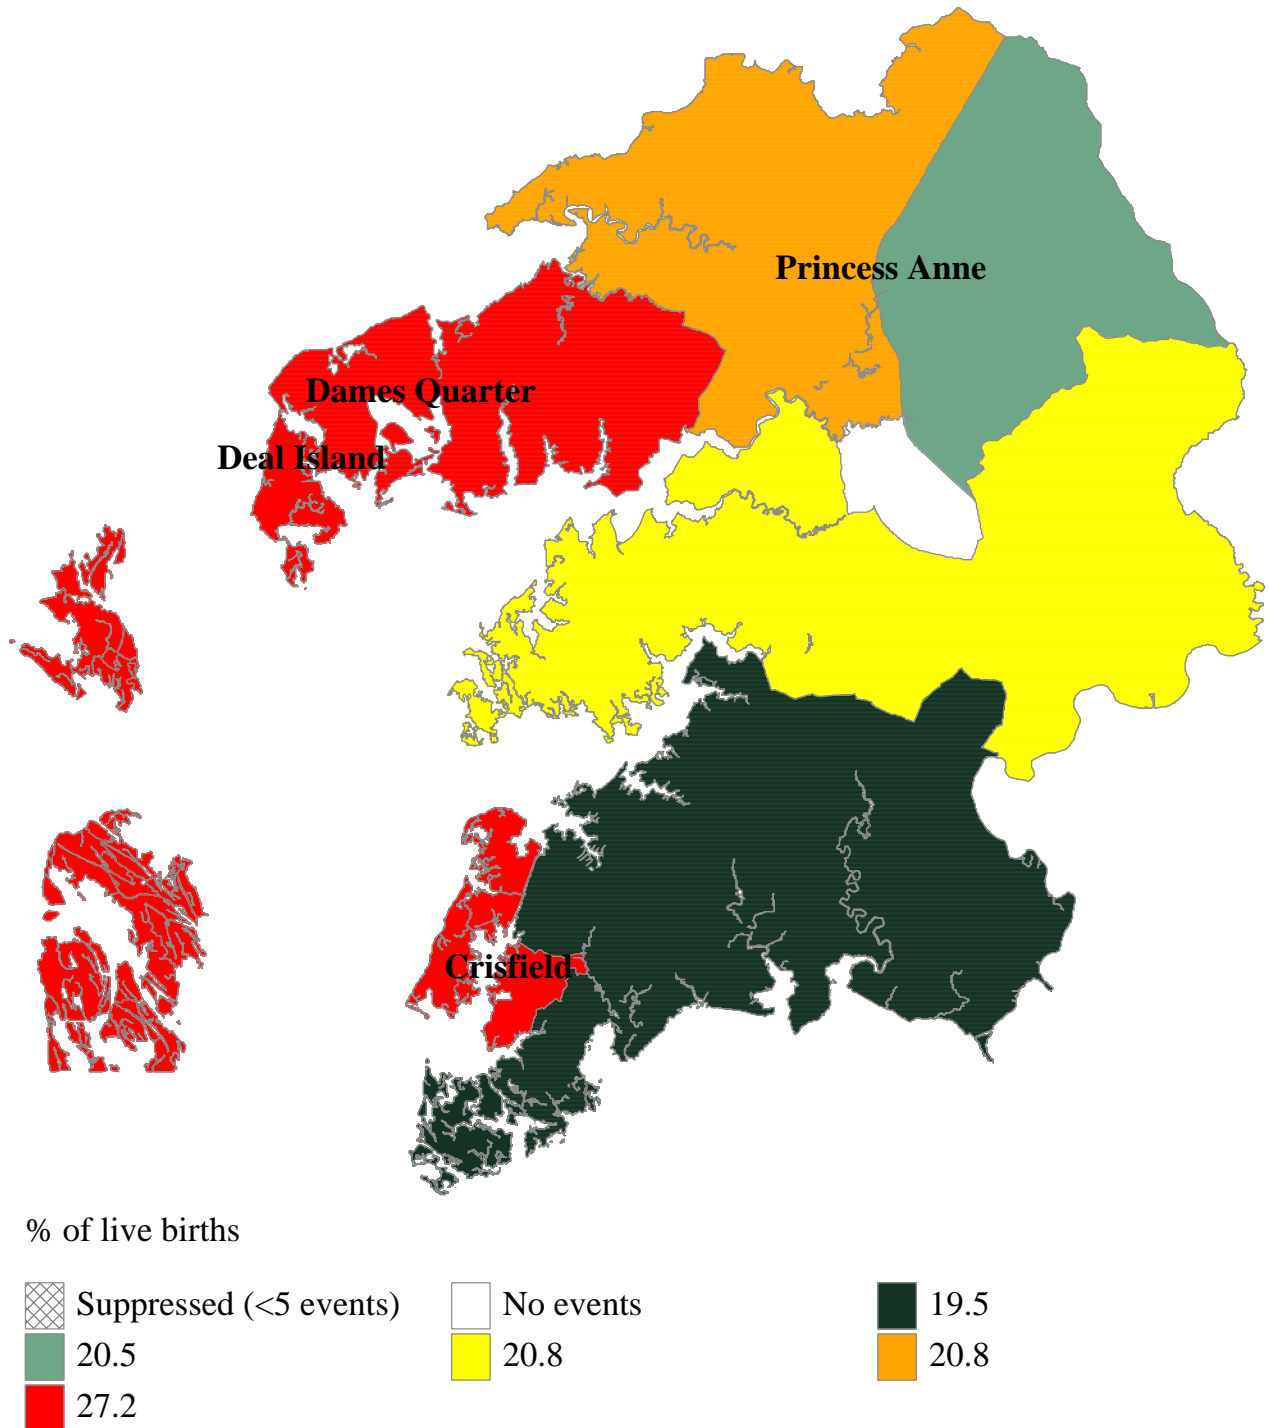 Princess Anne
Dames Quarter
Deal Island
Crisfield
% of live births
Suppressed (<5 events)
No events
19.5
20.5
20.8
20.8
27.2